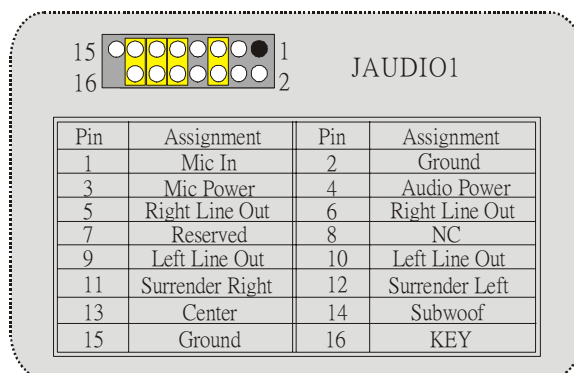 15 1 JAUDIO1
16 2
Pin Assignment Pin Assignment
1 Mic In 2 Ground
3 Mic Power 4 Audio Power
5 Right Line Out 6 Right Line Out
7 Reserved 8 NC
9 Left Line Out 10 Left Line Out
11 Surrender Right 12 Surrender Left
13 Center 14 Subwoof
15 Ground 16 KEY